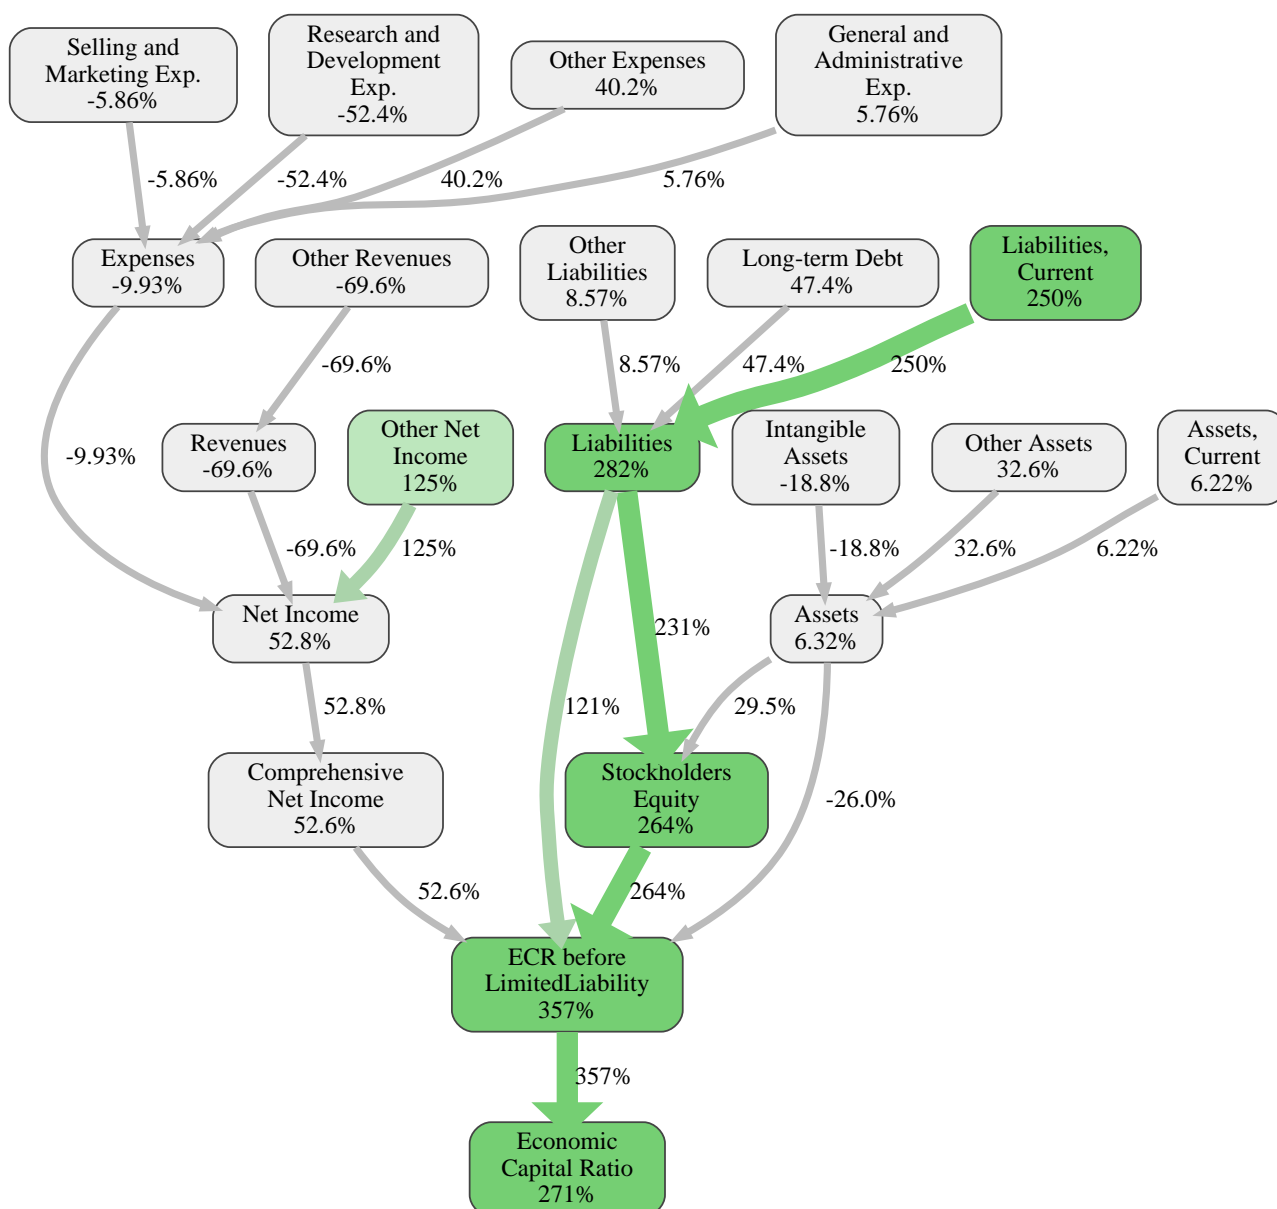 Selling and
Marketing Exp.
-5.86%
Research and
Development
Exp.
-52.4%
Other Expenses
40.2%
General and
Administrative
Exp.
5.76%
-5.86%
-52.4%
40.2%
5.76%
Expenses
-9.93%
Other Revenues
-69.6%
Other
Liabilities
8.57%
Long-term Debt
47.4%
Liabilities,
Current
250%
-69.6%
8.57%
47.4%
250%
-9.93%
Revenues
-69.6%
Other Net
Income
125%
Liabilities
282%
Intangible
Assets
-18.8%
Other Assets
32.6%
Assets,
Current
6.22%
-69.6%
125%
-18.8%
32.6%
6.22%
Net Income
52.8%
231%
Assets
6.32%
52.8%
121%
29.5%
Comprehensive
Net Income
52.6%
Stockholders
Equity
264%
-26.0%
52.6%
264%
ECR before
LimitedLiability
357%
357%
Economic
Capital Ratio
271%